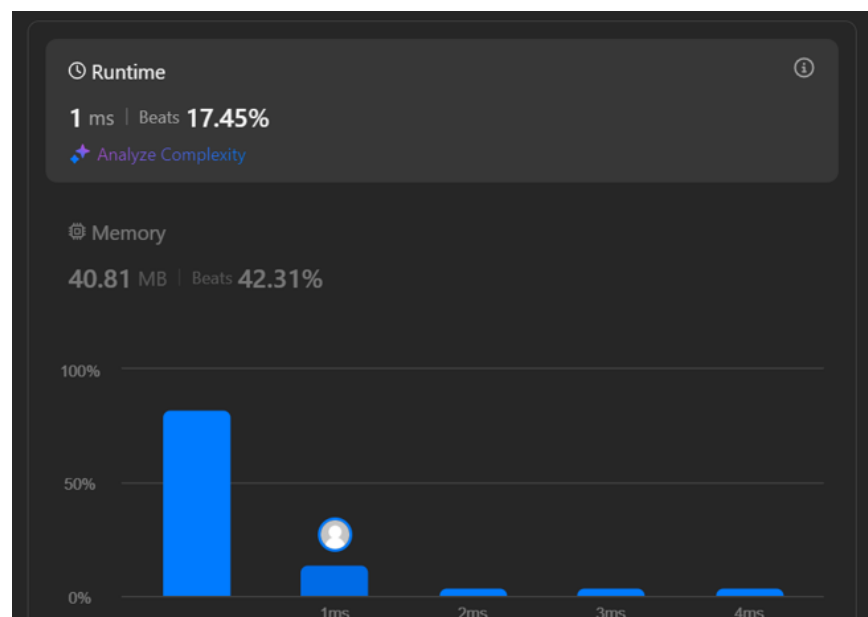 Runtime
1 ms | Beats 17.45%
Analyze Complexity
Memory
40.81 MB | Beats 42.31%
100%
50%
0%
1ms 2ms 3ms 4ms